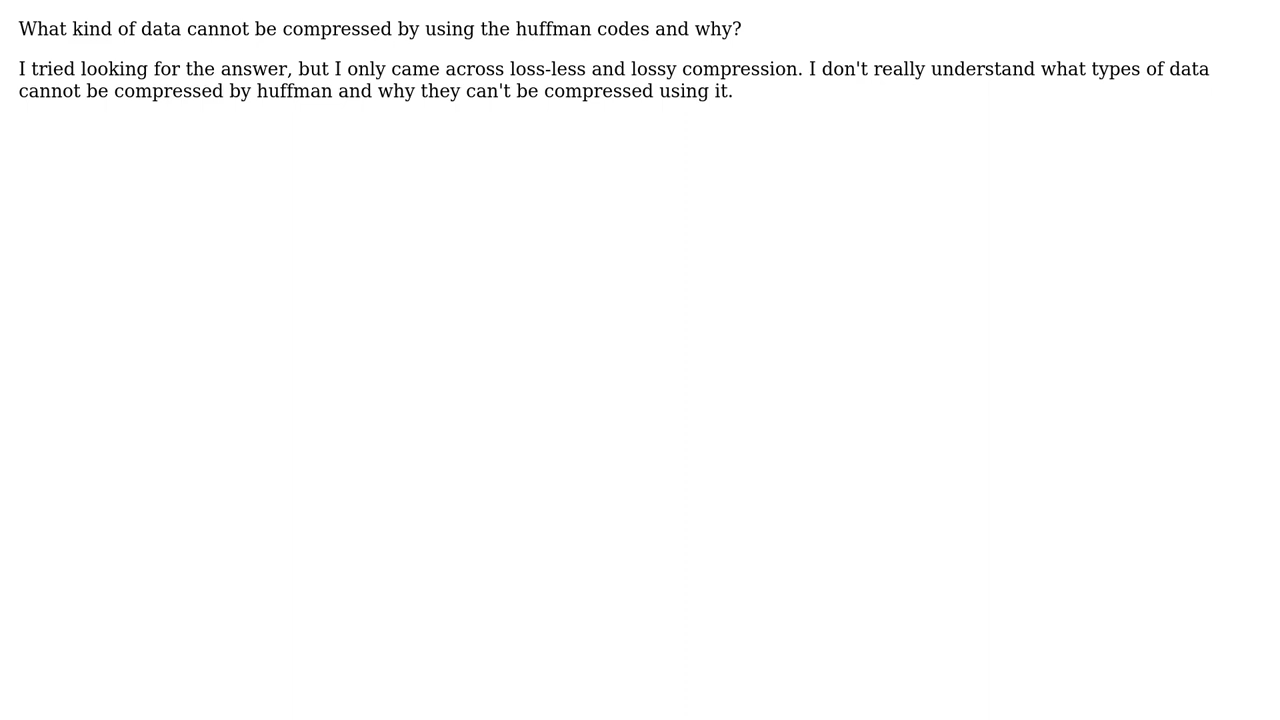 What kind of data cannot be compressed by using the huffman codes and why?
I tried looking for the answer, but I only came across loss-less and lossy compression. I don't really understand what types of data
cannot be compressed by huffman and why they can't be compressed using it.